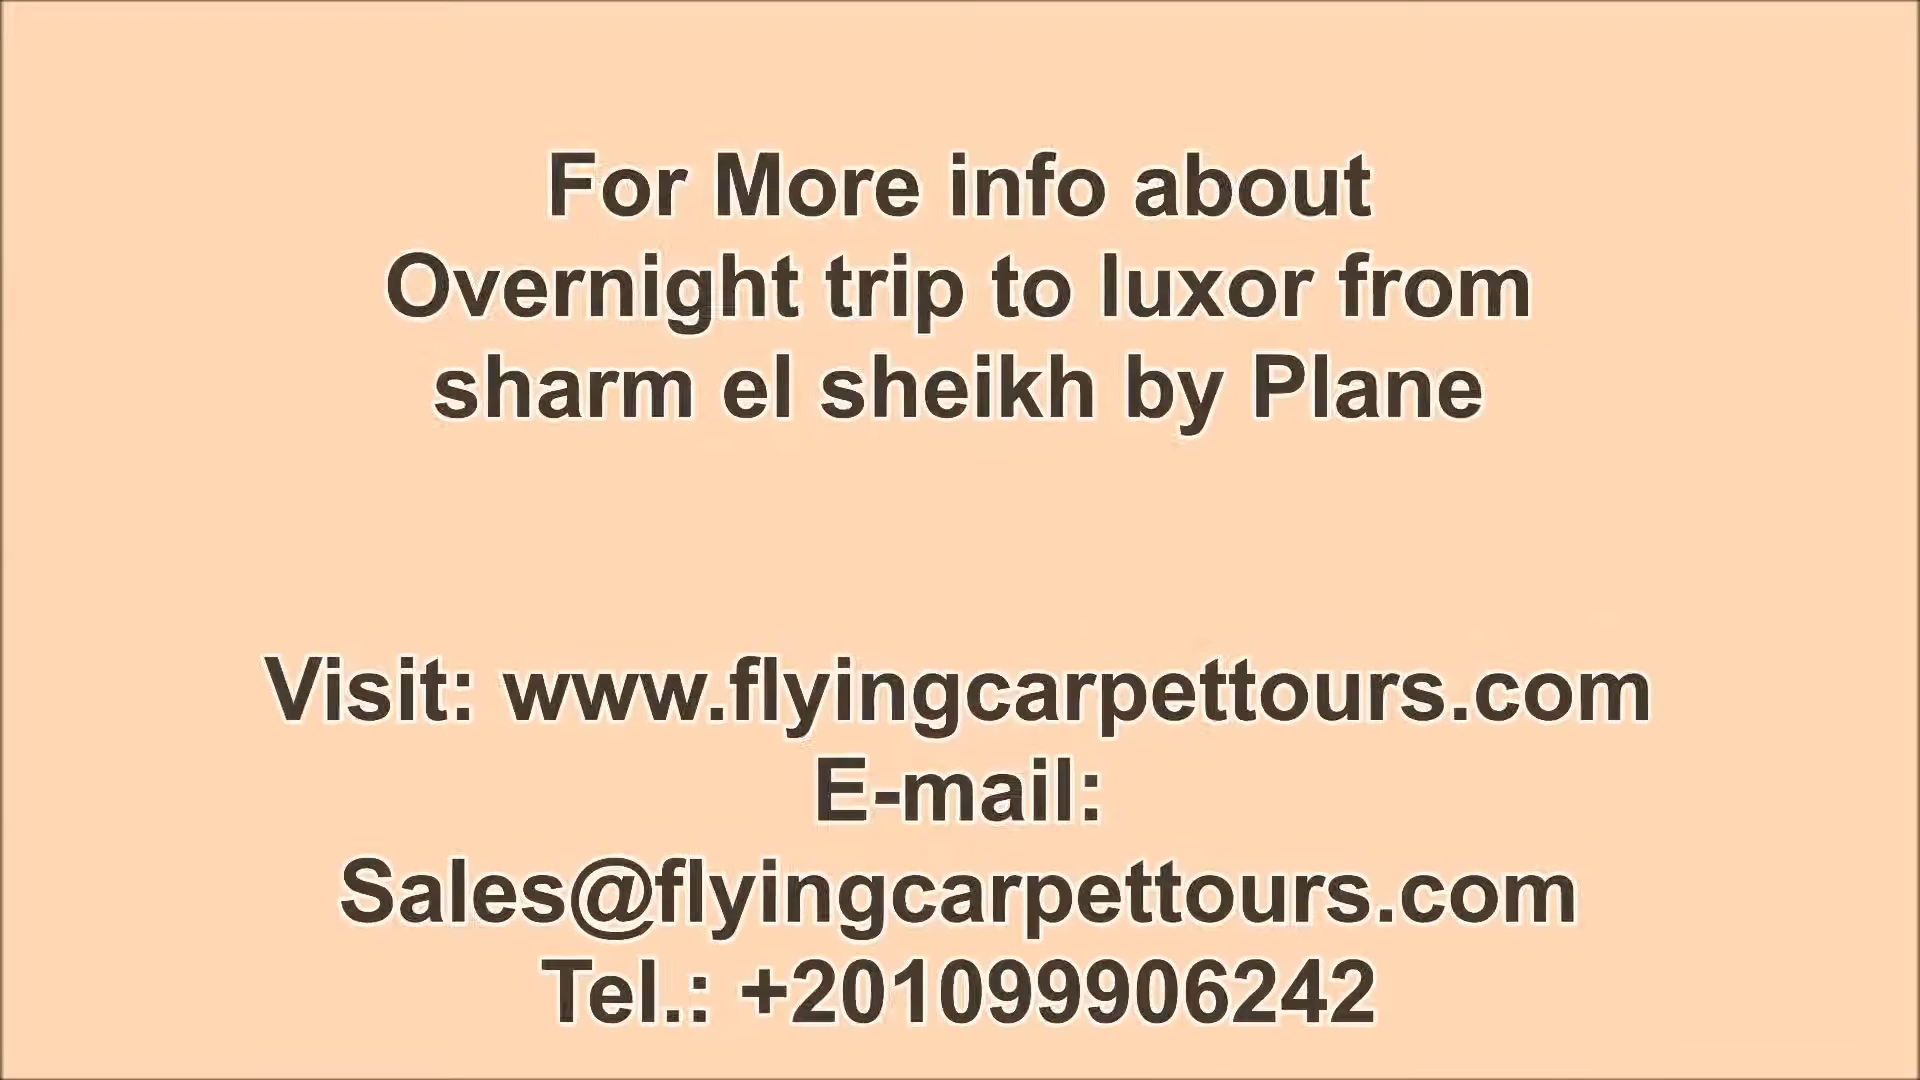 For More info about
Overnight trip to luxor from
sharm el sheikh by Plane
Visit: www.flyingcarpettours.com
E-mail:
Sales@flyingcarpettours.com
Tel.: +201099906242